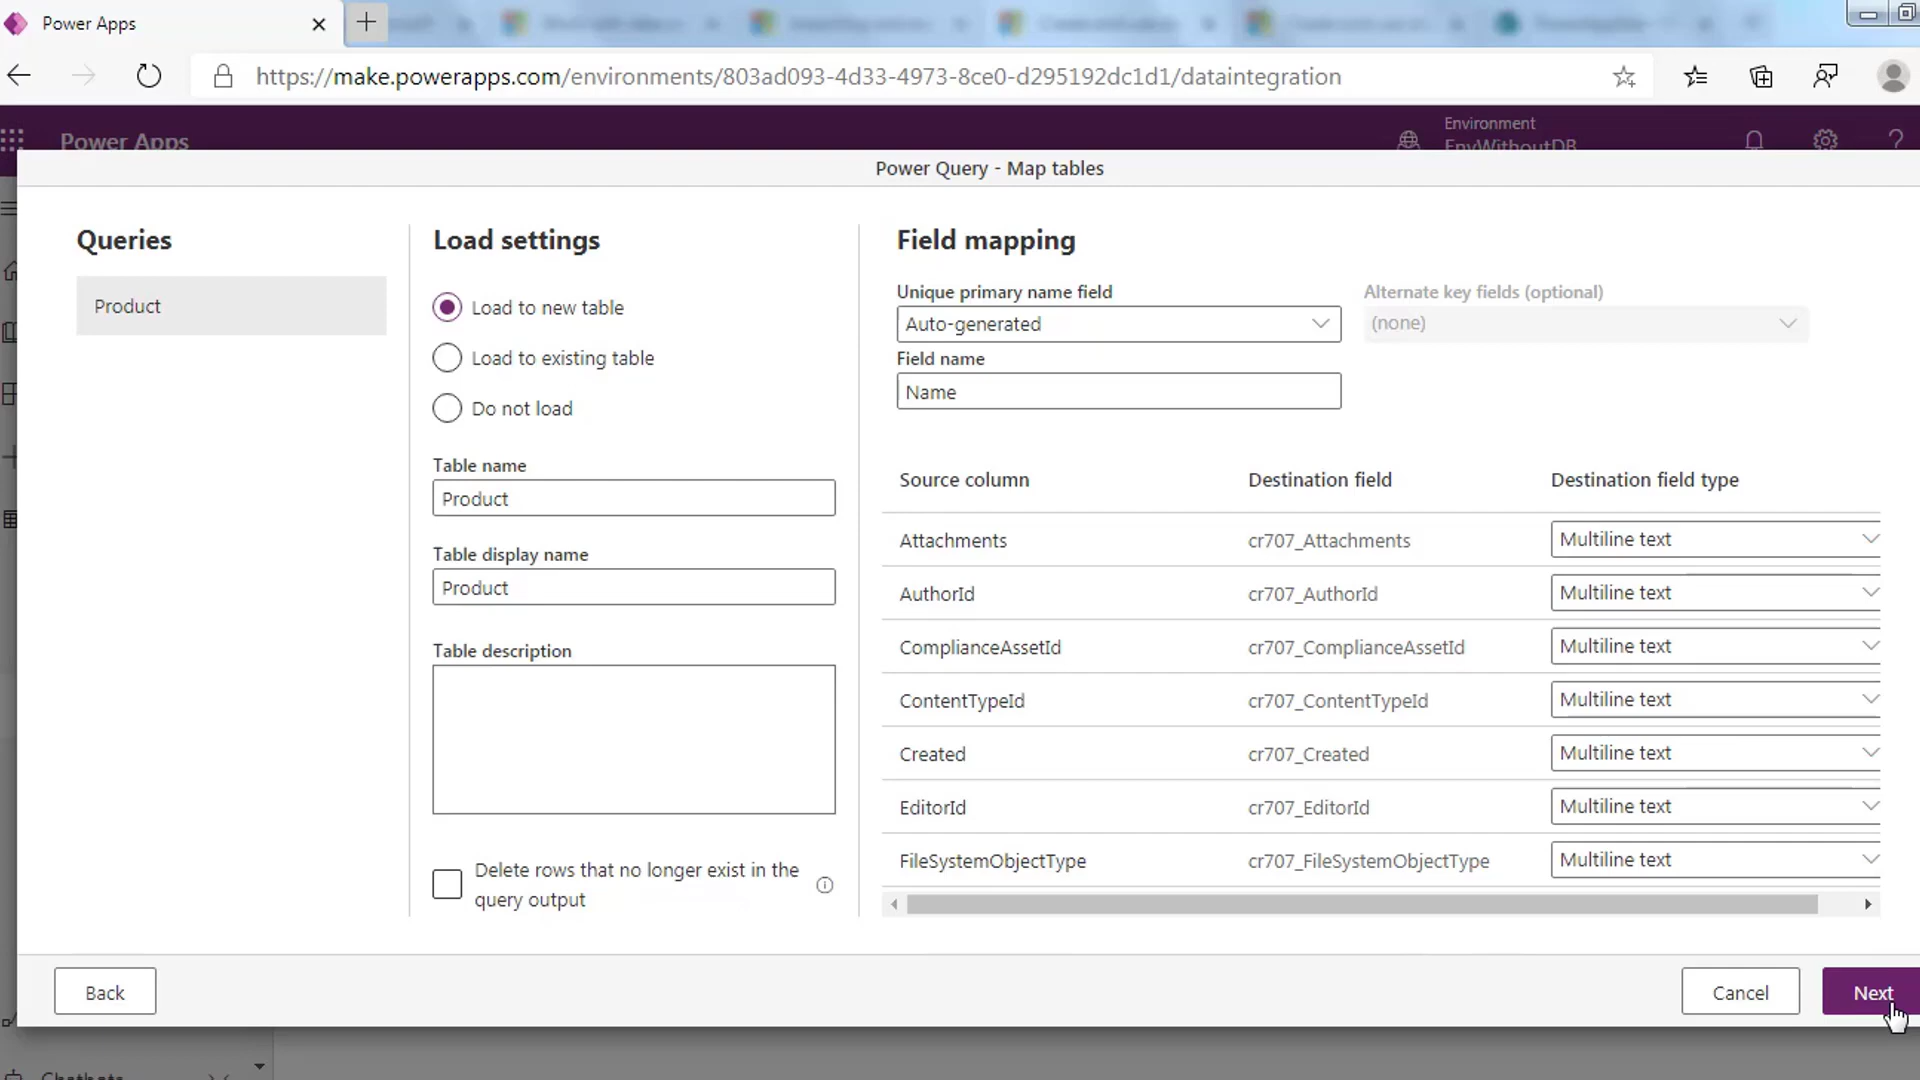 Power Apps
https://make.powerapps.com/environments/803ad093-4d33-4973-8ce0-d295192dc1d1/dataintegration
Power Apps
Environment
EnvWithoutDB
Power Query - Map tables
Queries
Product
Load settings
Load to new table
Load to existing table
Do not load
Table name
Product
Table display name
Product
Table description
Delete rows that no longer exist in the
query output
Field mapping
Unique primary name field
Auto-generated
Alternate key fields (optional)
(none)
Field name
Name
Source column Destination field Destination field type
Attachments cr707_Attachments Multiline text
AuthorId cr707_AuthorId Multiline text
ComplianceAssetId cr707_ComplianceAssetId Multiline text
ContentTypeId cr707_ContentTypeId Multiline text
Created cr707_Created Multiline text
EditorId cr707_EditorId Multiline text
FileSystemObjectType cr707_FileSystemObjectType Multiline text
Back
Cancel
Next
Chatbots